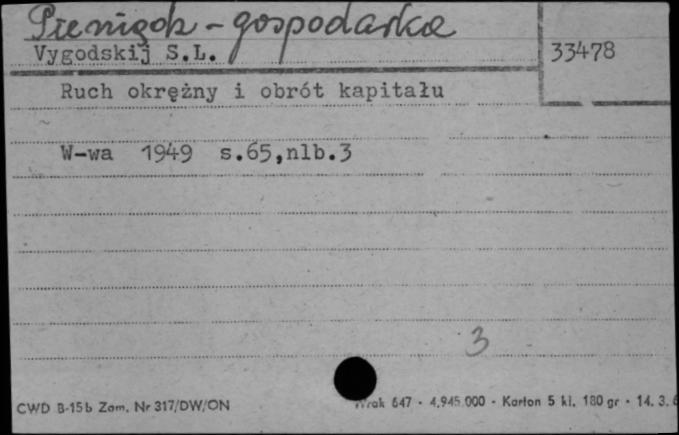 Pieniądz - gospodarka
Vygodskij S.L.
33478
Ruch okrężny i obrót kapitału
W-wa 1949 s.65,nlb.3
3
CWD B-15b Zam. Nr 317/DW/ON
647 - 4.945.000 - Karton 5 kl. 180 gr - 14. 3.